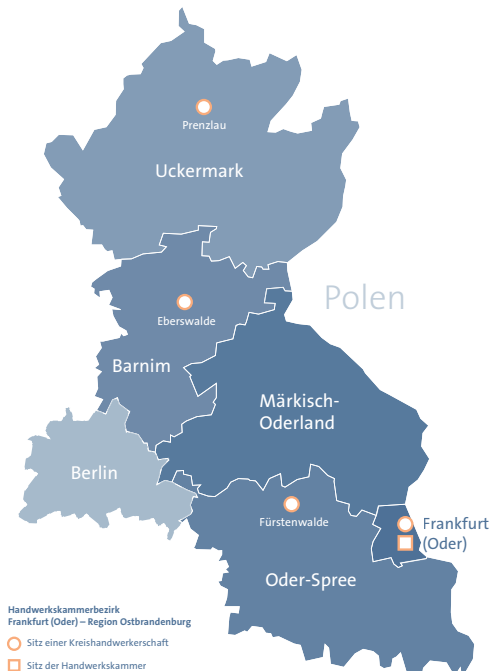 Prenzlau
Uckermark
Polen
Eberswalde
Barnim
Märkisch-
Oderland
Berlin
Fürstenwalde
Frankfurt
(Oder)
Oder-Spree
Handwerkskammerbezirk
Frankfurt (Oder) – Region Ostbrandenburg
Sitz einer Kreishandwerkerschaft
Sitz der Handwerkskammer